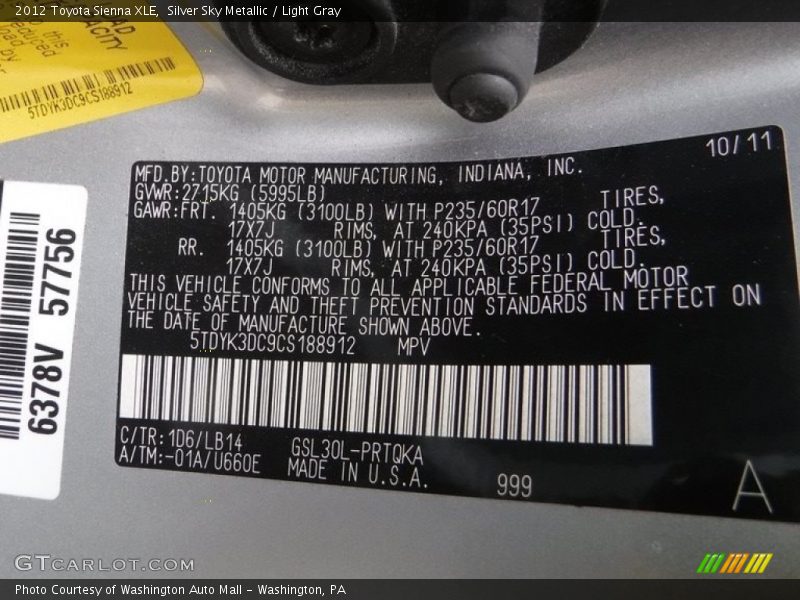 2012 Toyota Sienna XLE, Silver Sky Metallic / Light Gray
5TDYK3DC9CS188912
6378V 57756
10/11
MFD.BY:TOYOTA MOTOR MANUFACTURING, INDIANA, INC.
GVWR:2715KG (5995LB)
GAWR:FRT. 1405KG (3100LB) WITH P235/60R17 TIRES,
17X7J RIMS, AT 240KPA (35PSI) COLD.
RR. 1405KG (3100LB) WITH P235/60R17 TIRES,
17X7J RIMS, AT 240KPA (35PSI) COLD.
THIS VEHICLE CONFORMS TO ALL APPLICABLE FEDERAL MOTOR
VEHICLE SAFETY AND THEFT PREVENTION STANDARDS IN EFFECT ON
THE DATE OF MANUFACTURE SHOWN ABOVE.
5TDYK3DC9CS188912 MPV
C/TR:1D6/LB14 GSL30L-PRTQKA
A/TM:-01A/U660E MADE IN U.S.A. 999
A
GTCARLOT.COM
Photo Courtesy of Washington Auto Mall - Washington, PA